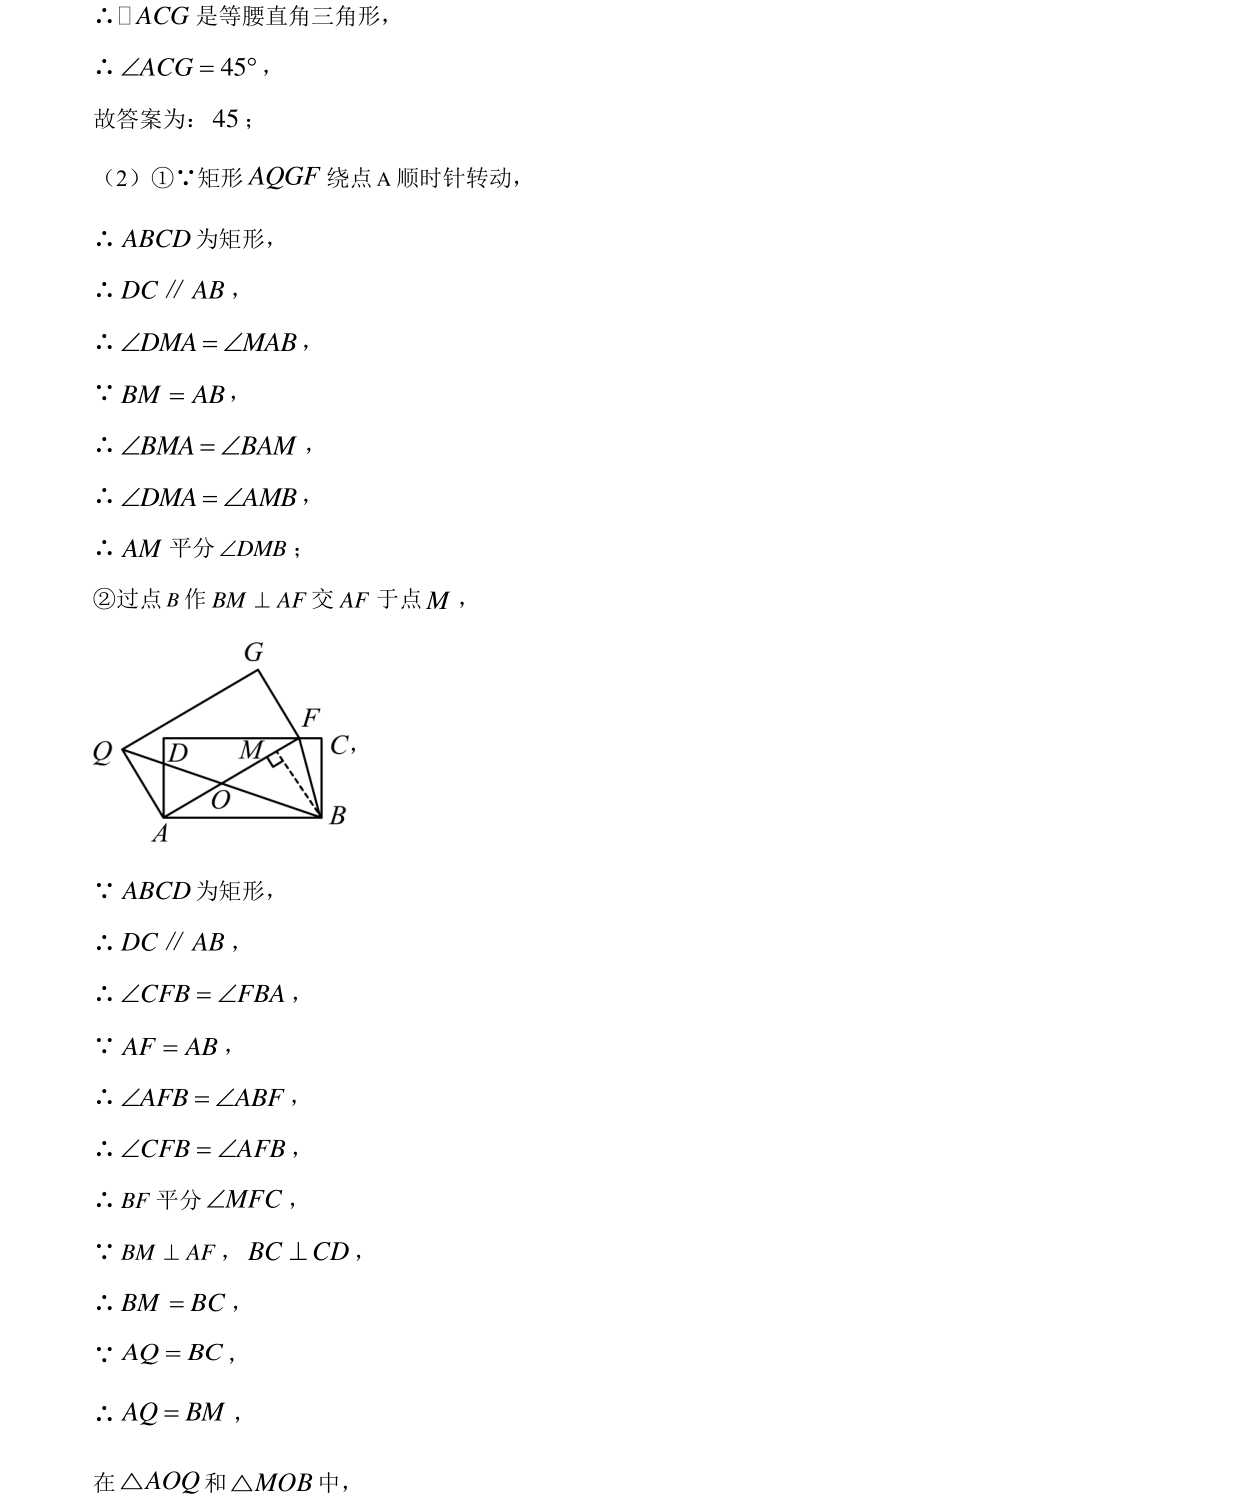 ∴□ACG 是等腰直角三角形，
∴∠ACG = 45°，
故答案为：45；
（2）①∵矩形 AQGF 绕点 A 顺时针转动，
∴ABCD 为矩形，
∴DC // AB，
∴∠DMA = ∠MAB，
∵BM = AB，
∴∠BMA = ∠BAM，
∴∠DMA = ∠AMB，
∴AM 平分∠DMB；
②过点 B 作 BM ⊥ AF 交 AF 于点 M，
G
F
Q
D
M
C，
O
B
A
∵ABCD 为矩形，
∴DC // AB，
∴∠CFB = ∠FBA，
∵AF = AB，
∴∠AFB = ∠ABF，
∴∠CFB = ∠AFB，
∴BF 平分∠MFC，
∵BM ⊥ AF，BC ⊥ CD，
∴BM = BC，
∵AQ = BC，
∴AQ = BM，
在△AOQ 和△MOB 中，